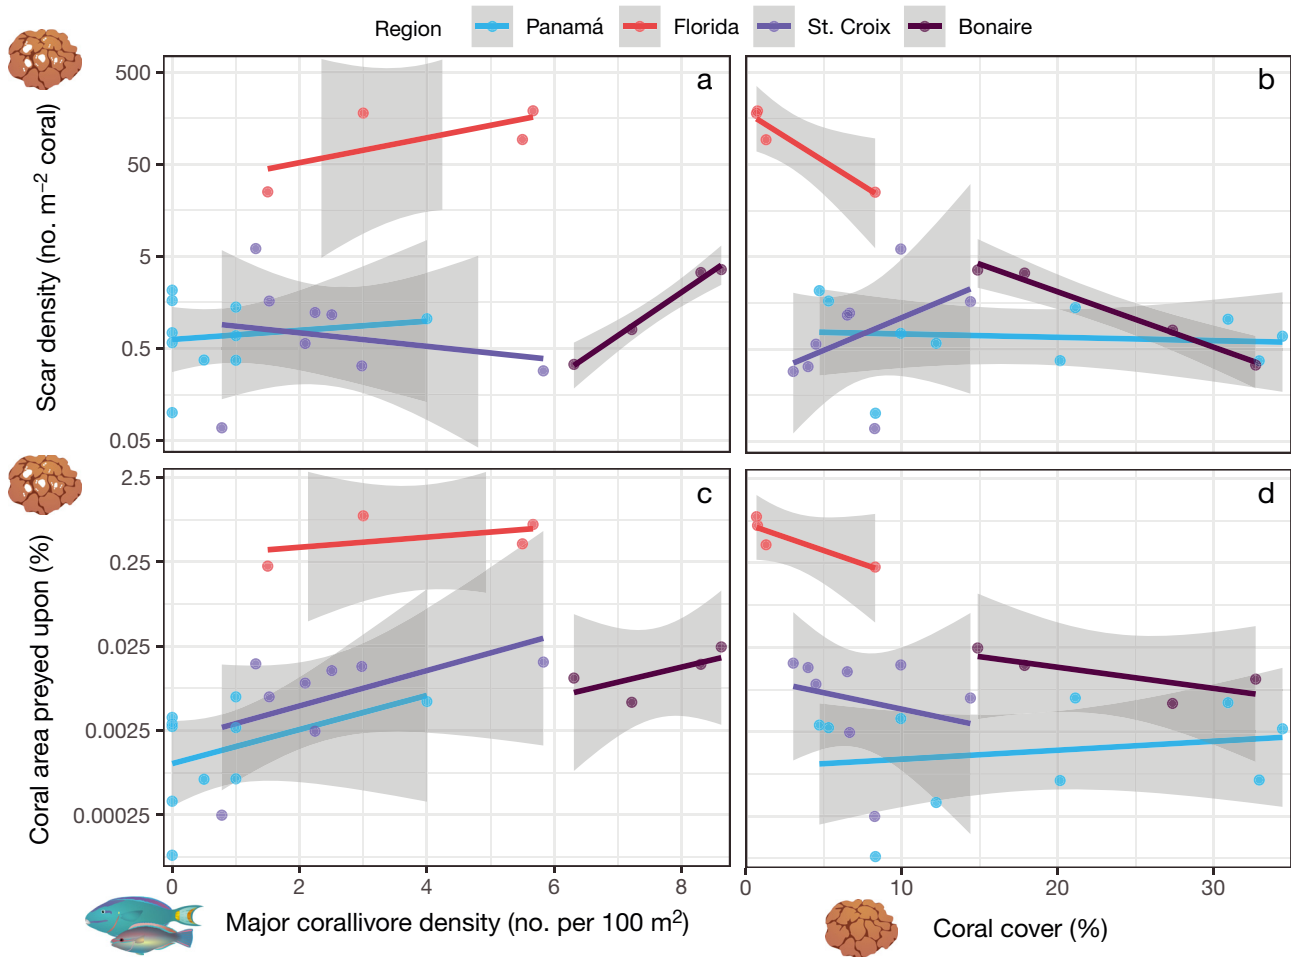 Region Panamá Florida St. Croix Bonaire
a
b
500
50
5
0.5
0.05
Scar density (no. m⁻² coral)
c
d
2.5
0.25
0.025
0.0025
0.00025
Coral area preyed upon (%)
0 2 4 6 8
0 10 20 30
Major corallivore density (no. per 100 m²)
Coral cover (%)